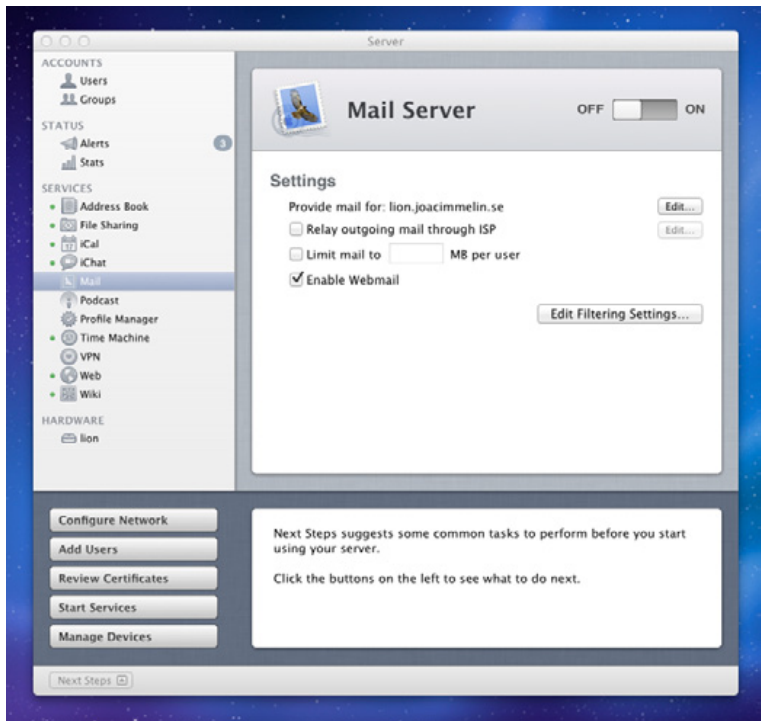 Server
ACCOUNTS
Users
Groups
STATUS
Alerts 3
Stats
SERVICES
Address Book
File Sharing
iCal
iChat
Mail
Podcast
Profile Manager
Time Machine
VPN
Web
Wiki
HARDWARE
lion
Mail Server OFF ON
Settings
Provide mail for: lion.joacimmelin.se Edit...
Relay outgoing mail through ISP Edit...
Limit mail to MB per user
Enable Webmail
Edit Filtering Settings...
Configure Network
Add Users
Review Certificates
Start Services
Manage Devices
Next Steps suggests some common tasks to perform before you start
using your server.
Click the buttons on the left to see what to do next.
Next Steps